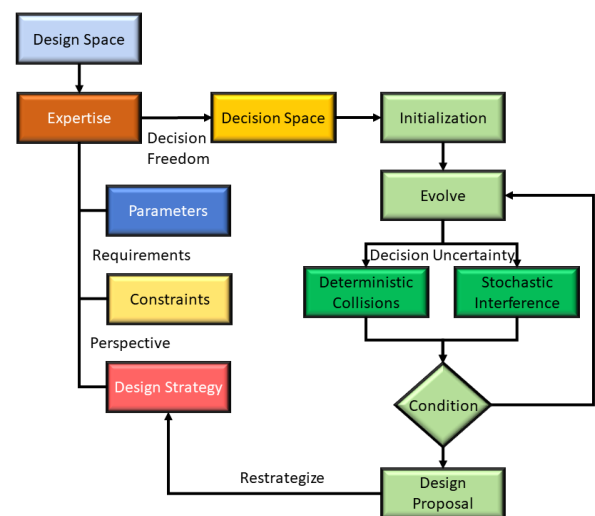 Design Space
Expertise
Decision
Freedom
Decision Space
Initialization
Evolve
Decision Uncertainty
Deterministic
Collisions
Stochastic
Interference
Condition
Design
Proposal
Restrategize
Parameters
Requirements
Constraints
Perspective
Design Strategy